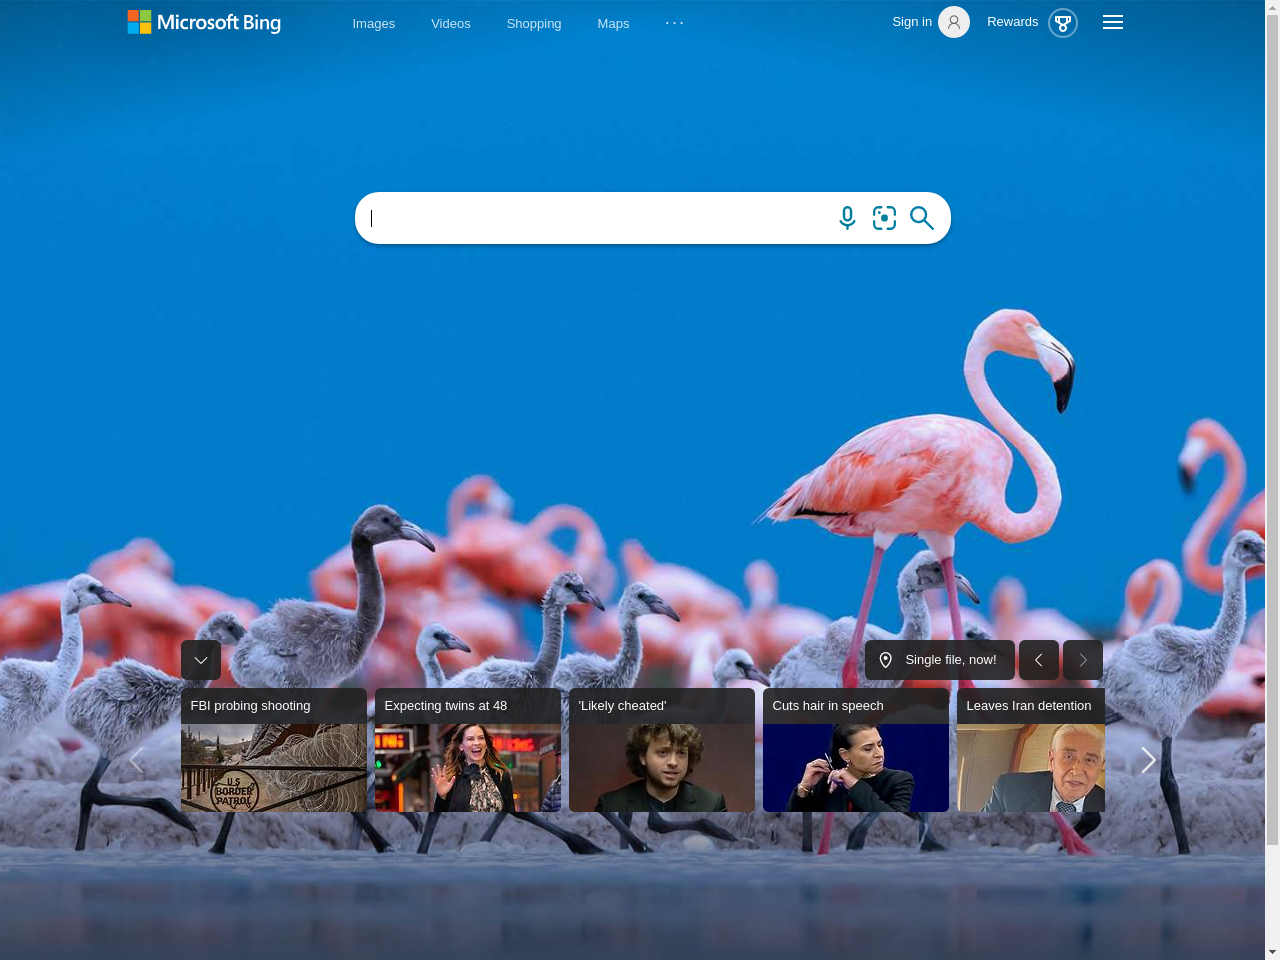 Microsoft Bing
Images
Videos
Shopping
Maps
Sign in
Rewards
Single file, now!
FBI probing shooting
Expecting twins at 48
'Likely cheated'
Cuts hair in speech
Leaves Iran detention
U.S
BORDER
PATROL